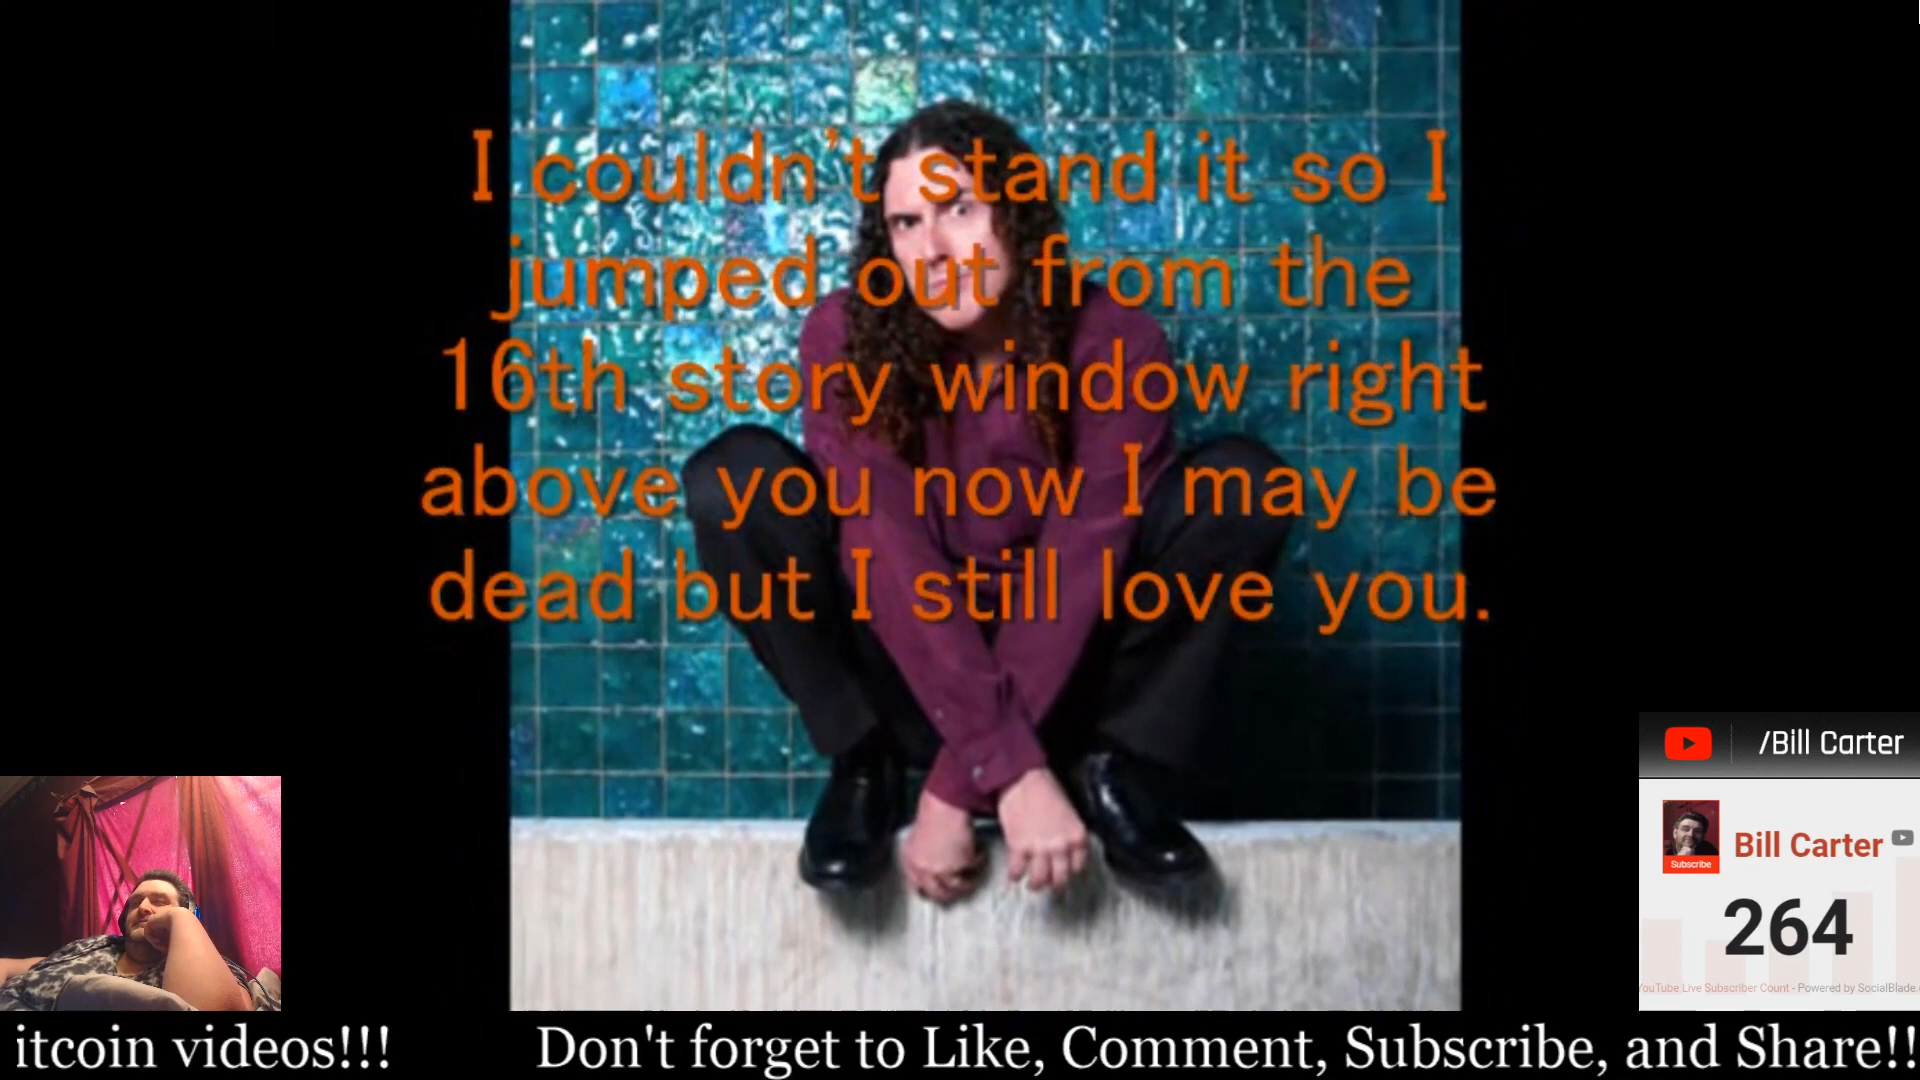 I couldn't stand it so I
jumped out from the
16th story window right
above you now I may be
dead but I still love you.
/Bill Carter
Subscribe
Bill Carter
264
YouTube Live Subscriber Count - Powered by SocialBlade.c
itcoin videos!!! Don't forget to Like, Comment, Subscribe, and Share!!